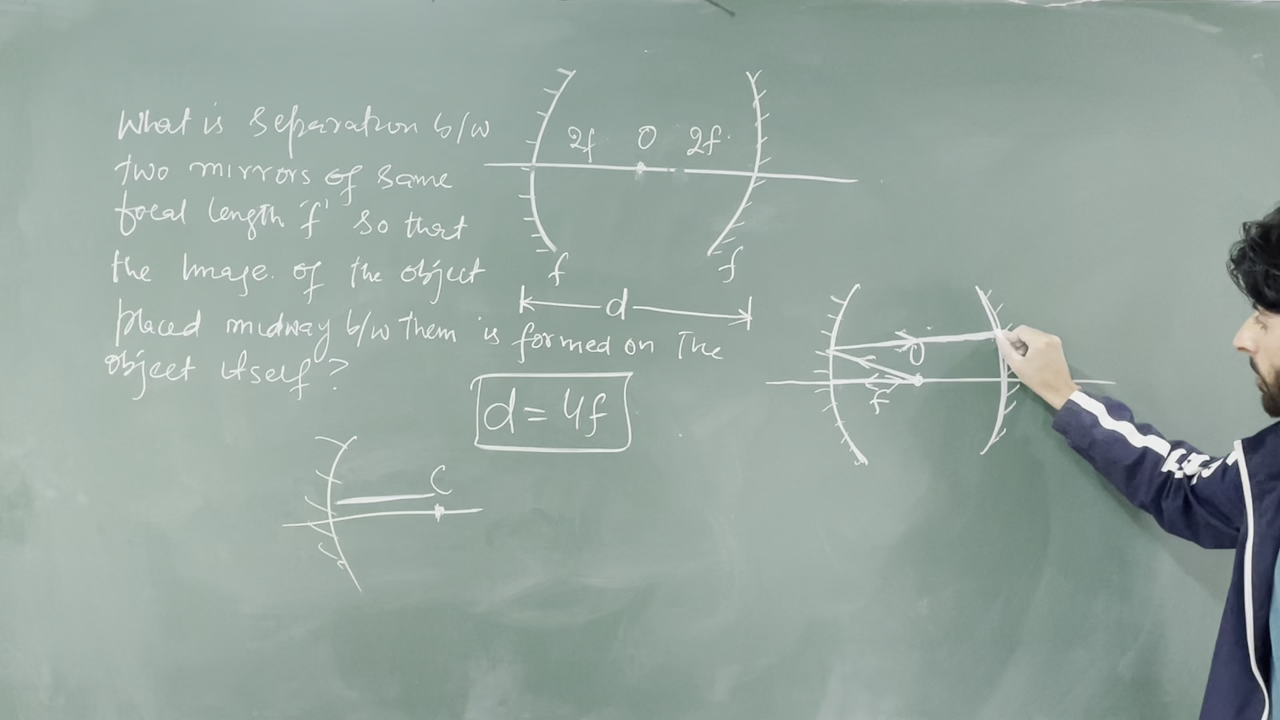 What is Separation b/w
two mirrors of same
focal length 'f' so that
the Image. of the object
placed midway b/w them is formed on The
object itself?
2f O 2f
f f
d
d = 4f
C
O
f